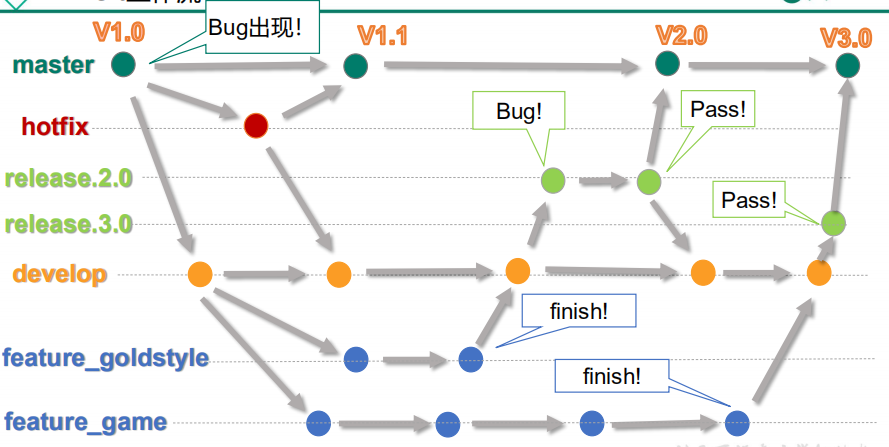 V1.0
Bug出现！
V1.1
V2.0
V3.0
master
hotfix
Bug!
Pass!
release.2.0
Pass!
release.3.0
develop
finish!
feature_goldstyle
finish!
feature_game